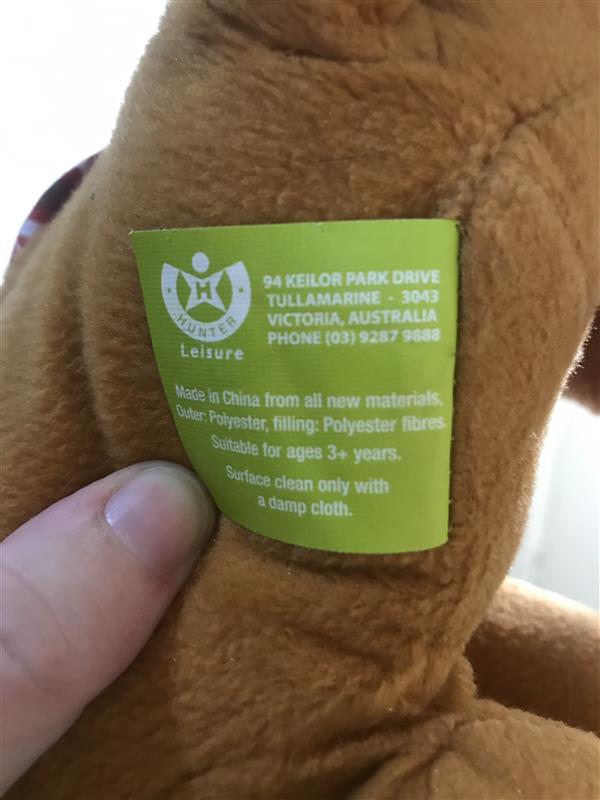 H
HUNTER
Leisure
94 KEILOR PARK DRIVE
TULLAMARINE - 3043
VICTORIA, AUSTRALIA
PHONE (03) 9287 9888
Made in China from all new materials.
Outer: Polyester, filling: Polyester fibres.
Suitable for ages 3+ years.
Surface clean only with
a damp cloth.